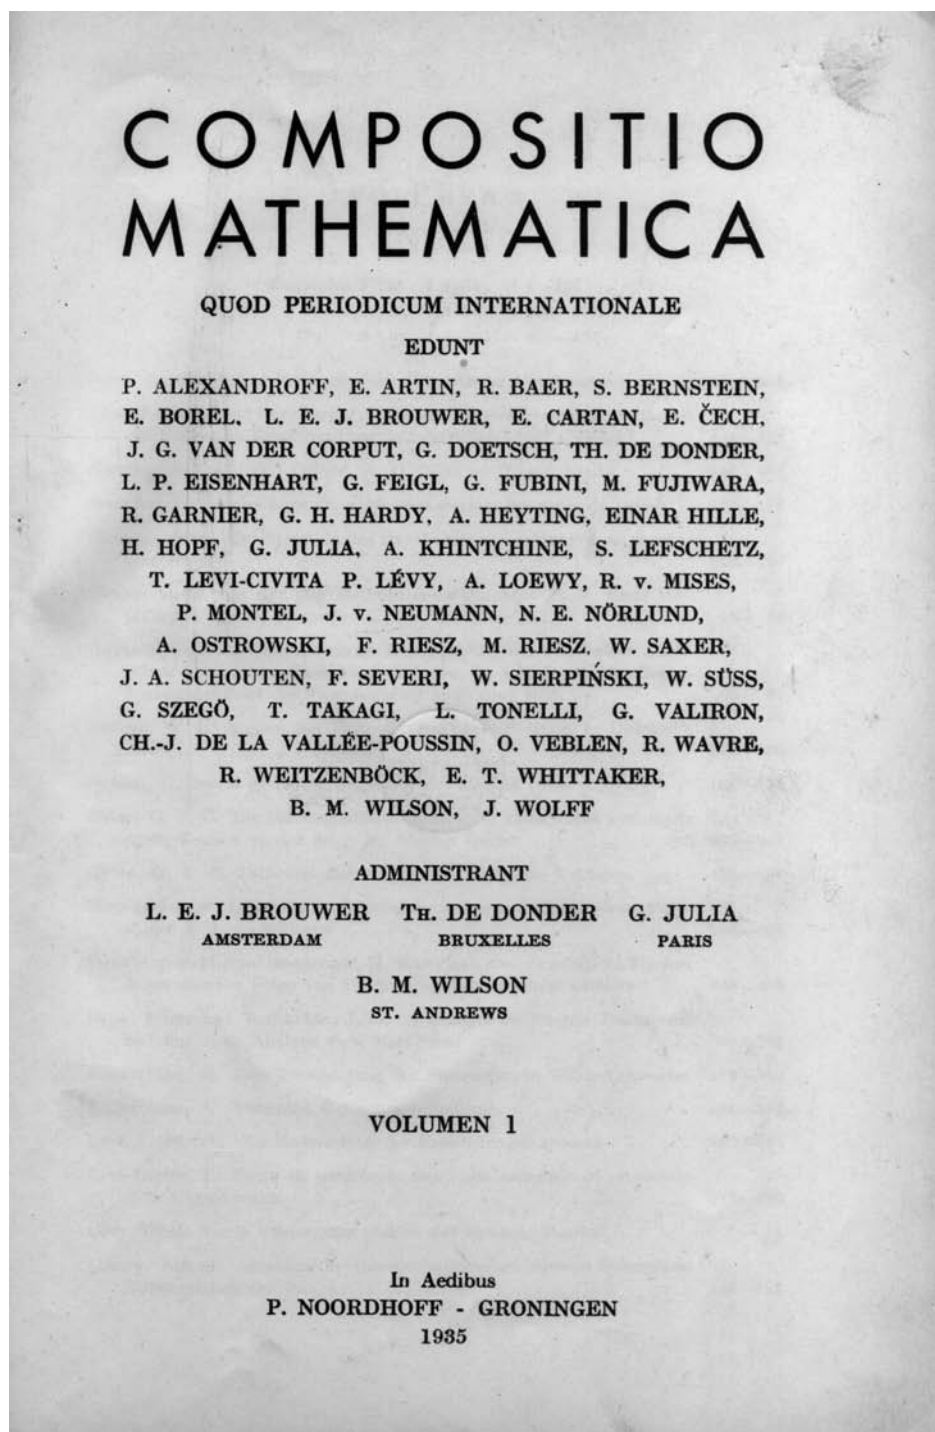 COMPOSITIO
MATHEMATICA
QUOD PERIODICUM INTERNATIONALE
EDUNT
P. ALEXANDROFF, E. ARTIN, R. BAER, S. BERNSTEIN,
E. BOREL. L. E. J. BROUWER, E. CARTAN, E. ČECH,
J. G. VAN DER CORPUT, G. DOETSCH, TH. DE DONDER,
L. P. EISENHART, G. FEIGL, G. FUBINI, M. FUJIWARA,
R. GARNIER, G. H. HARDY, A. HEYTING, EINAR HILLE,
H. HOPF, G. JULIA, A. KHINTCHINE, S. LEFSCHETZ,
T. LEVI-CIVITA P. LÉVY, A. LOEWY, R. v. MISES,
P. MONTEL, J. v. NEUMANN, N. E. NÖRLUND,
A. OSTROWSKI, F. RIESZ, M. RIESZ, W. SAXER,
J. A. SCHOUTEN, F. SEVERI, W. SIERPIŃSKI, W. SÜSS,
G. SZEGÖ, T. TAKAGI, L. TONELLI, G. VALIRON,
CH.-J. DE LA VALLÉE-POUSSIN, O. VEBLEN, R. WAVRE,
R. WEITZENBÖCK, E. T. WHITTAKER,
B. M. WILSON, J. WOLFF
ADMINISTRANT
L. E. J. BROUWER TH. DE DONDER G. JULIA
AMSTERDAM BRUXELLES PARIS
B. M. WILSON
ST. ANDREWS
VOLUMEN 1
In Aedibus
P. NOORDHOFF - GRONINGEN
1935